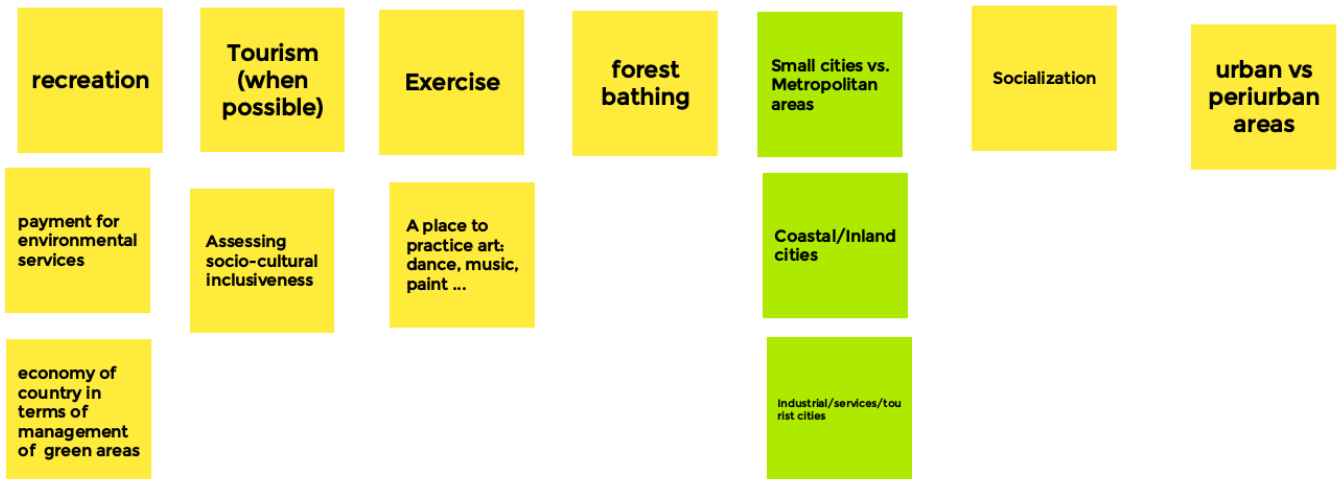 recreation
Tourism
(when
possible)
Exercise
forest
bathing
Small cities vs.
Metropolitan
areas
Socialization
urban vs
periurban
areas
payment for
environmental
services
Assessing
socio-cultural
inclusiveness
A place to
practice art:
dance, music,
paint ...
Coastal/Inland
cities
economy of
country in
terms of
management
of green areas
Industrial/services/tou
rist cities